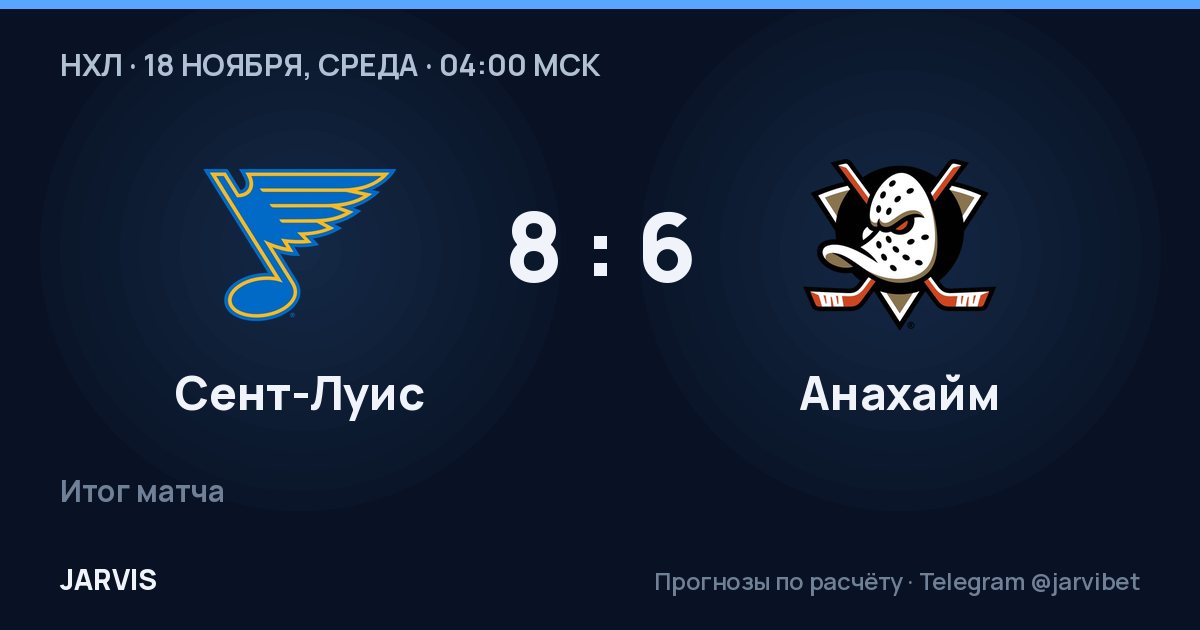 НХЛ · 18 НОЯБРЯ, СРЕДА · 04:00 МСК
8 : 6
Сент-Луис
Анахайм
Итог матча
JARVIS
Прогнозы по расчёту · Telegram @jarvibet